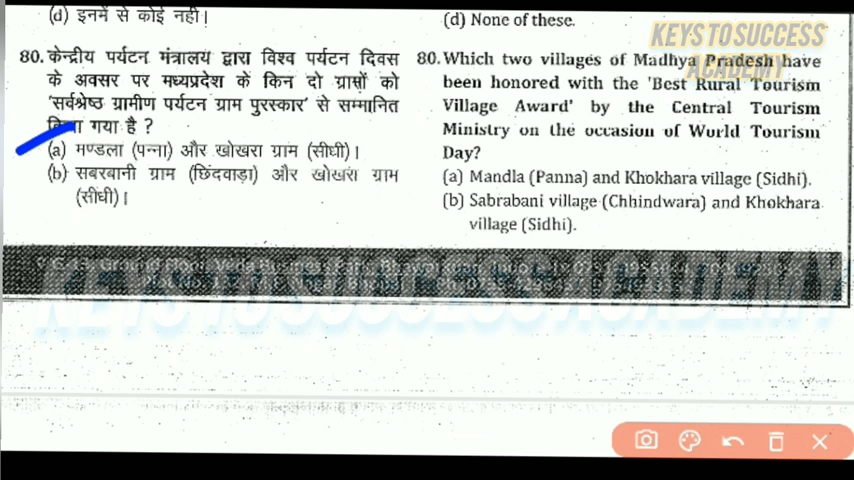 (d) इनमें से कोई नहीं।
80. केन्द्रीय पर्यटन मंत्रालय द्वारा विश्व पर्यटन दिवस
के अवसर पर मध्यप्रदेश के किन दो ग्रामों को
'सर्वश्रेष्ठ ग्रामीण पर्यटन ग्राम पुरस्कार' से सम्मानित
किया गया है ?
(a) मण्डला (पन्ना) और खोखरा ग्राम (सीधी)।
(b) सबरबानी ग्राम (छिंदवाड़ा) और खोखरा ग्राम
(सीधी)।
(d) None of these.
KEYS TO SUCCESS
ACADEMY
80. Which two villages of Madhya Pradesh have
been honored with the 'Best Rural Tourism
Village Award' by the Central Tourism
Ministry on the occasion of World Tourism
Day?
(a) Mandla (Panna) and Khokhara village (Sidhi).
(b) Sabrabani village (Chhindwara) and Khokhara
village (Sidhi).
KEYS TO SUCCESS ACADEMY